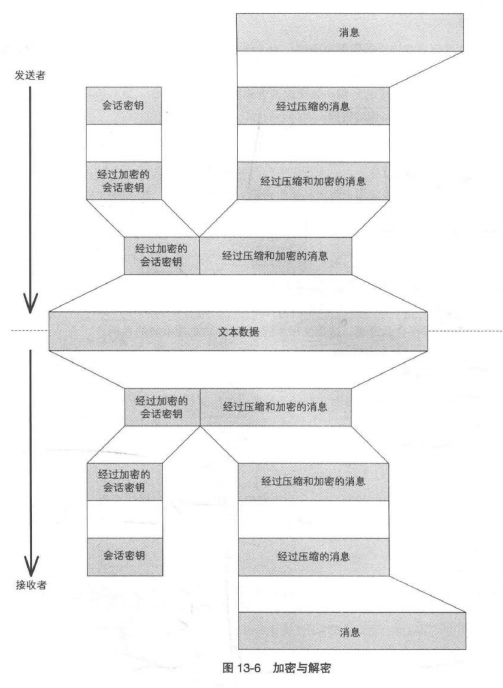 消息
发送者
会话密钥
经过压缩的消息
经过加密的
会话密钥
经过压缩和加密的消息
经过加密的
会话密钥
经过压缩和加密的消息
文本数据
经过加密的
会话密钥
经过压缩和加密的消息
经过加密的
会话密钥
经过压缩和加密的消息
会话密钥
经过压缩的消息
接收者
消息
图 13-6 加密与解密